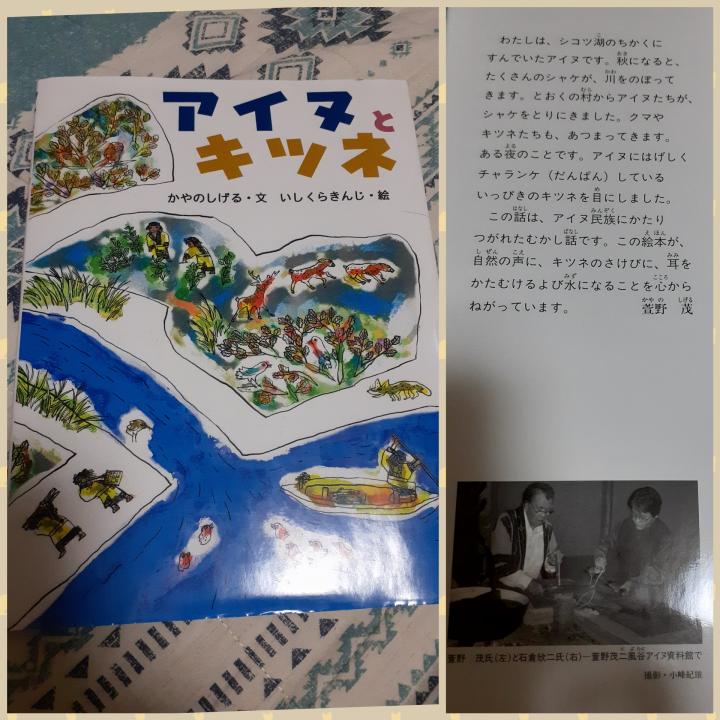 アイヌと
キツネ
かやのしげる・文 いしくらきんじ・絵
わたしは、シコツ湖のちかくに
すんでいたアイヌです。秋になると、
たくさんのシャケが、川をのぼって
きます。とおくの村からアイヌたちが、
シャケをとりにきました。クマや
キツネたちも、あつまってきます。
ある夜のことです。アイヌにはげしく
チャランケ（だんぱん）している
いっぴきのキツネを目にしました。
この話は、アイヌ民族にかたり
つがれたむかし話です。この絵本が、
自然の声に、キツネのさけびに、耳を
かたむけるよび水になることを心から
ねがっています。 萱野 茂
萱野 茂氏(左)と石倉欣二氏(右)―萱野茂二風谷アイヌ資料館で
撮影・小峰紀雄